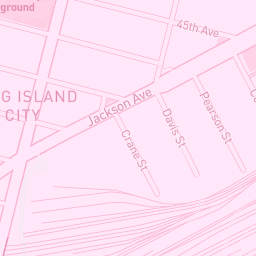 ground
45th Ave
G ISLAND
CITY
Jackson Ave
Crane St
Davis St
Pearson St